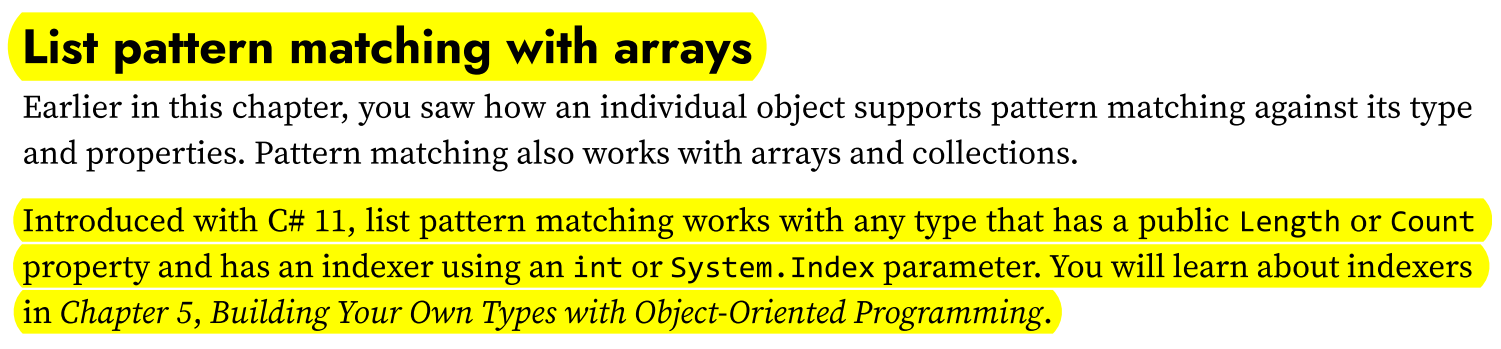 List pattern matching with arrays
Earlier in this chapter, you saw how an individual object supports pattern matching against its type
and properties. Pattern matching also works with arrays and collections.
Introduced with C# 11, list pattern matching works with any type that has a public Length or Count
property and has an indexer using an int or System.Index parameter. You will learn about indexers
in Chapter 5, Building Your Own Types with Object-Oriented Programming.